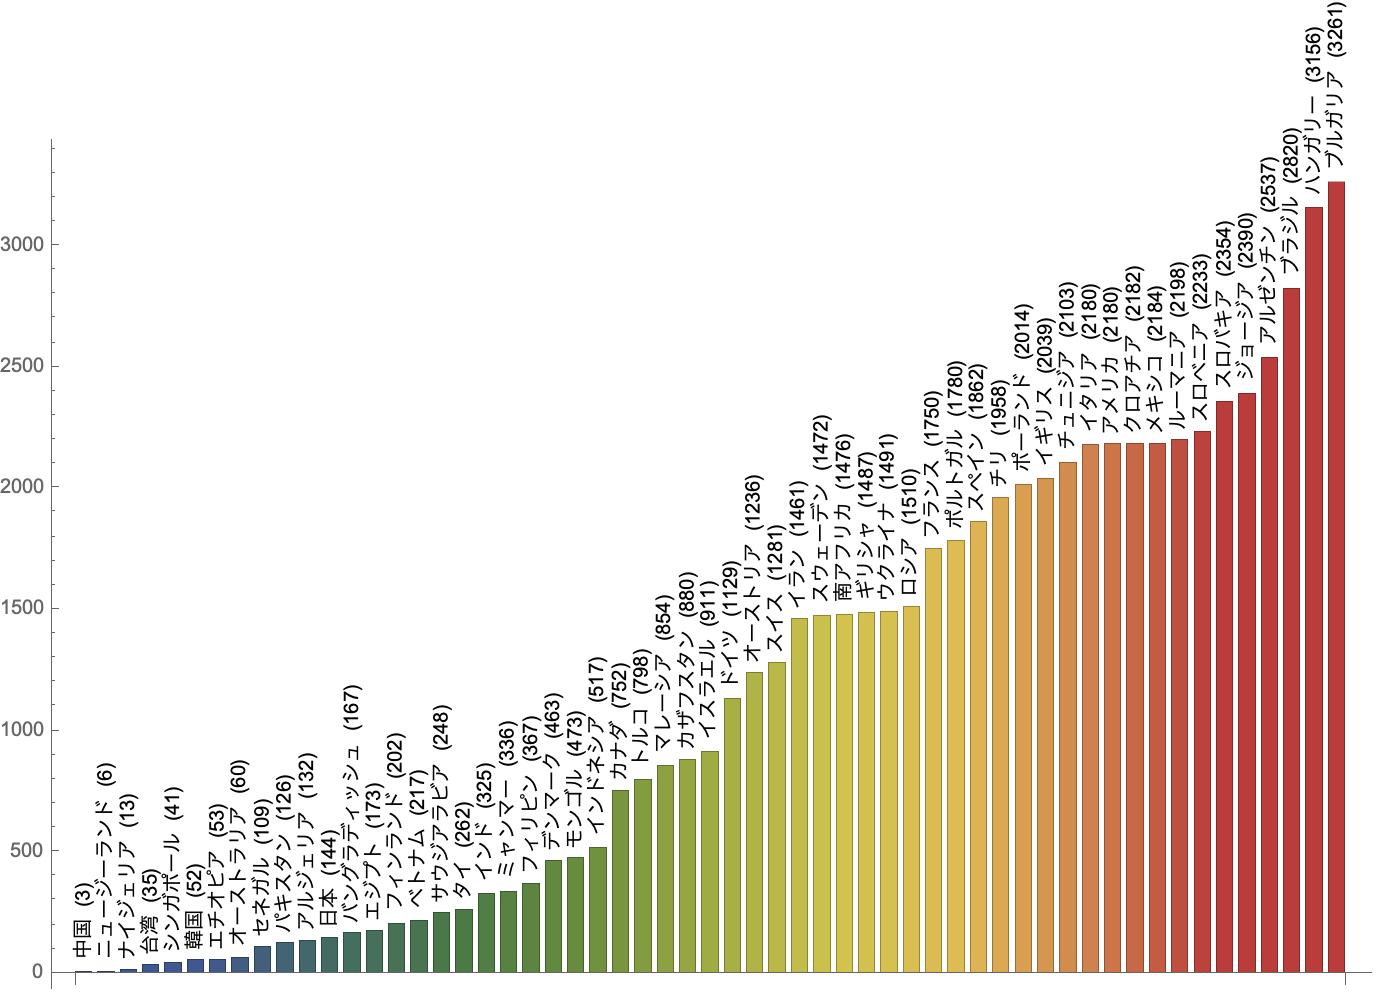 3000
2500
2000
1500
1000
500
0
中国 (3)
ニュージーランド (6)
ナイジェリア (13)
台湾 (35)
シンガポール (41)
韓国 (52)
エチオピア (53)
オーストラリア (60)
セネガル (109)
パキスタン (126)
アルジェリア (132)
日本 (144)
バングラディッシュ (167)
エジプト (173)
フィンランド (202)
ベトナム (217)
サウジアラビア (248)
タイ (262)
インド (325)
ミャンマー (336)
フィリピン (367)
デンマーク (463)
モンゴル (473)
インドネシア (517)
カナダ (752)
トルコ (798)
マレーシア (854)
カザフスタン (880)
イスラエル (911)
ドイツ (1129)
オーストリア (1236)
スイス (1281)
イラン (1461)
スウェーデン (1472)
南アフリカ (1476)
ギリシャ (1487)
ウクライナ (1491)
ロシア (1510)
フランス (1750)
ポルトガル (1780)
スペイン (1862)
チリ (1958)
ポーランド (2014)
イギリス (2039)
チュニジア (2103)
イタリア (2180)
アメリカ (2180)
クロアチア (2182)
メキシコ (2184)
ルーマニア (2198)
スロベニア (2233)
スロバキア (2354)
ジョージア (2390)
アルゼンチン (2537)
ブラジル (2820)
ハンガリー (3156)
ブルガリア (3261)